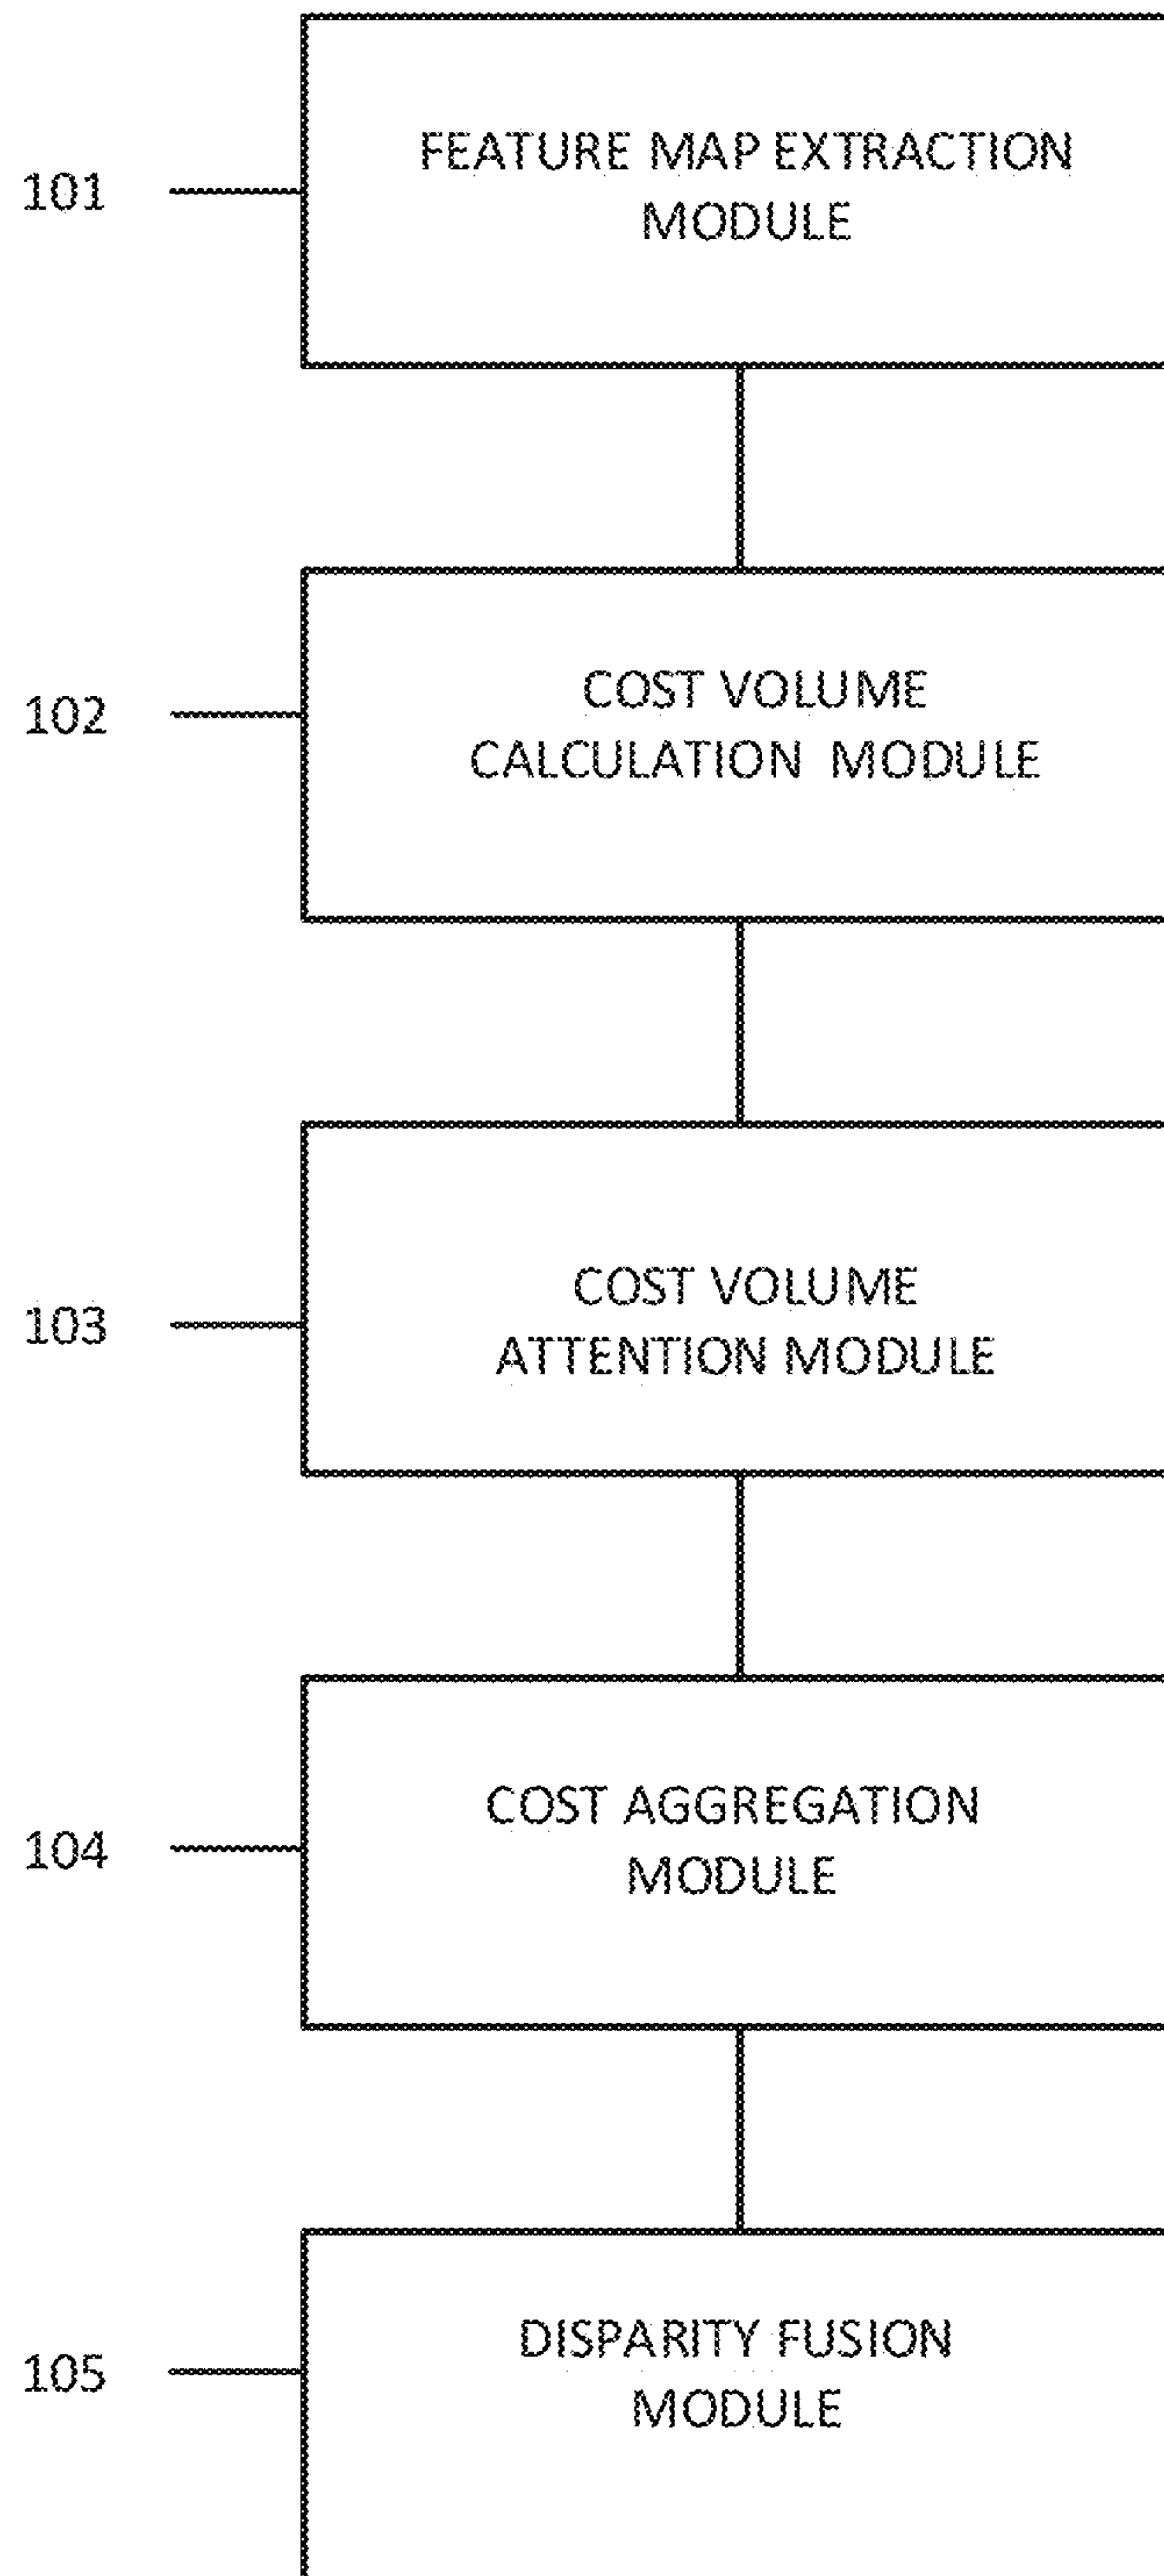 101
FEATURE MAP EXTRACTION
MODULE
102
COST VOLUME
CALCULATION MODULE
103
COST VOLUME
ATTENTION MODULE
104
COST AGGREGATION
MODULE
105
DISPARITY FUSION
MODULE